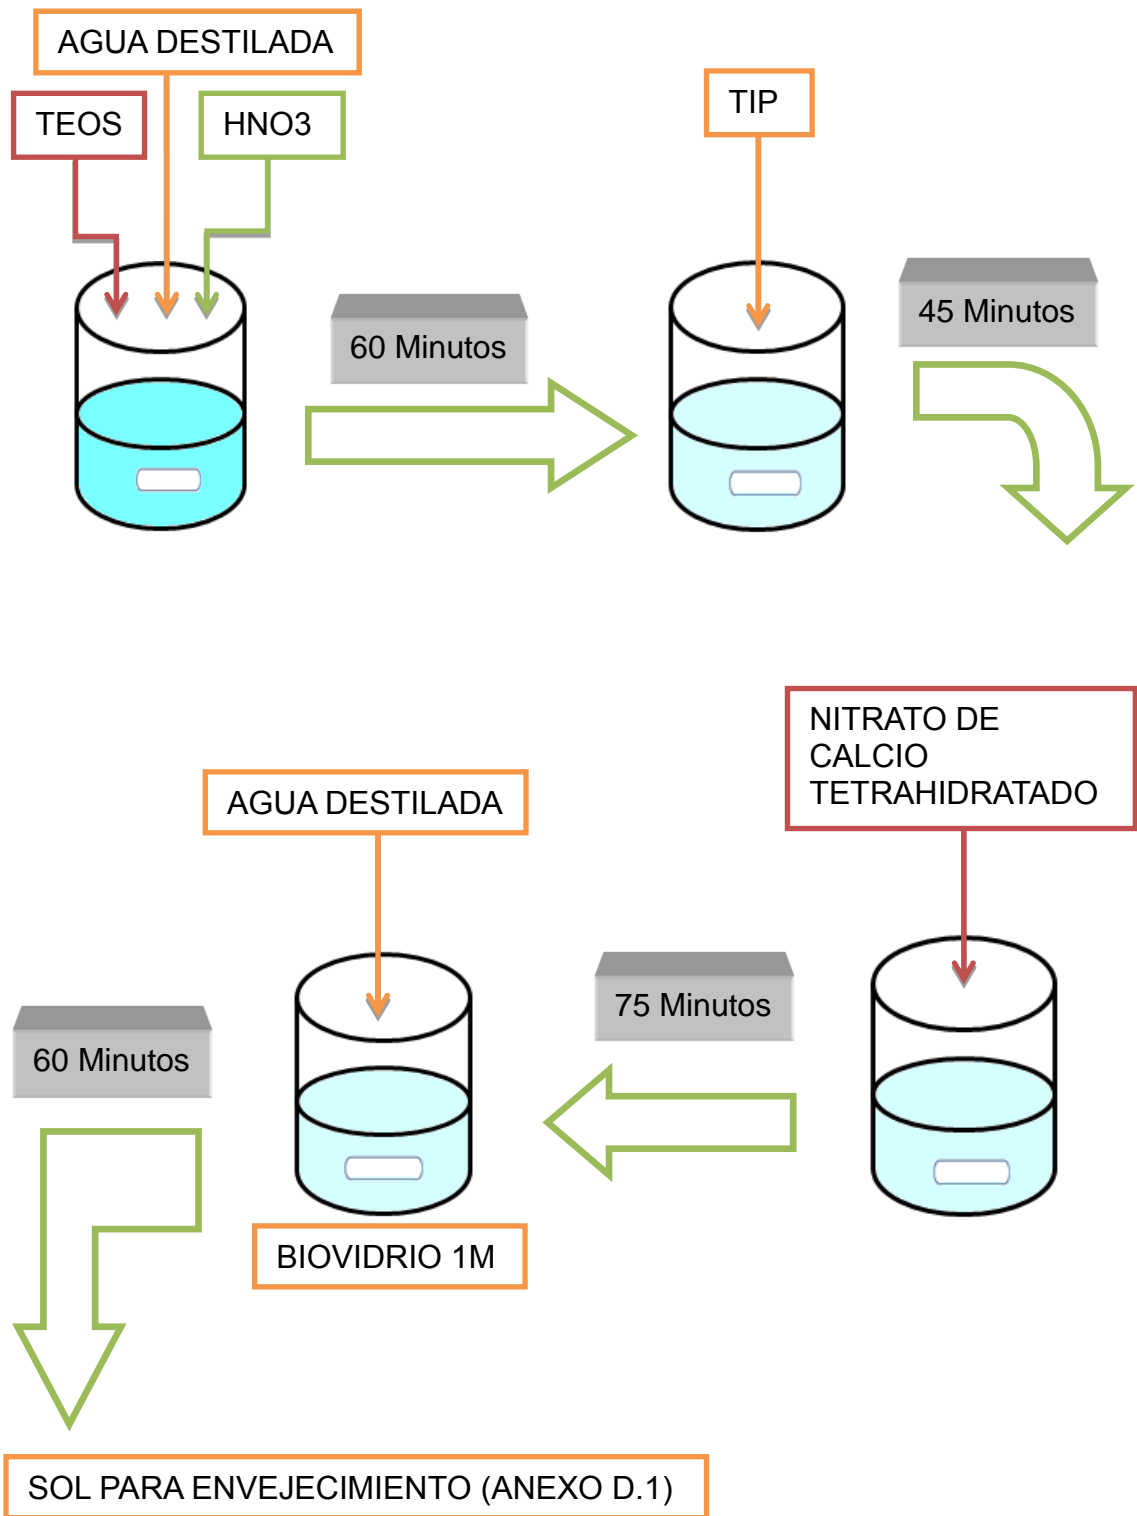 AGUA DESTILADA
TEOS
HNO3
TIP
60 Minutos
45 Minutos
NITRATO DE
CALCIO
TETRAHIDRATADO
AGUA DESTILADA
75 Minutos
60 Minutos
BIOVIDRIO 1M
SOL PARA ENVEJECIMIENTO (ANEXO D.1)